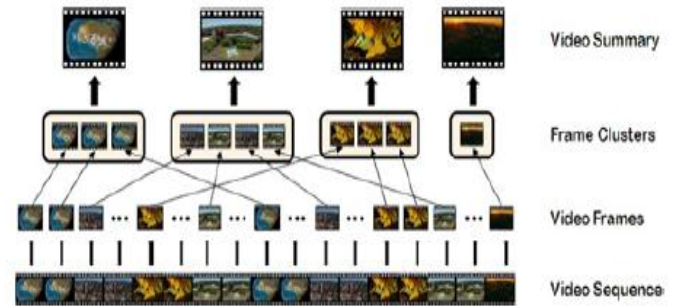 Video Summary
Frame Clusters
Video Frames
Video Sequence